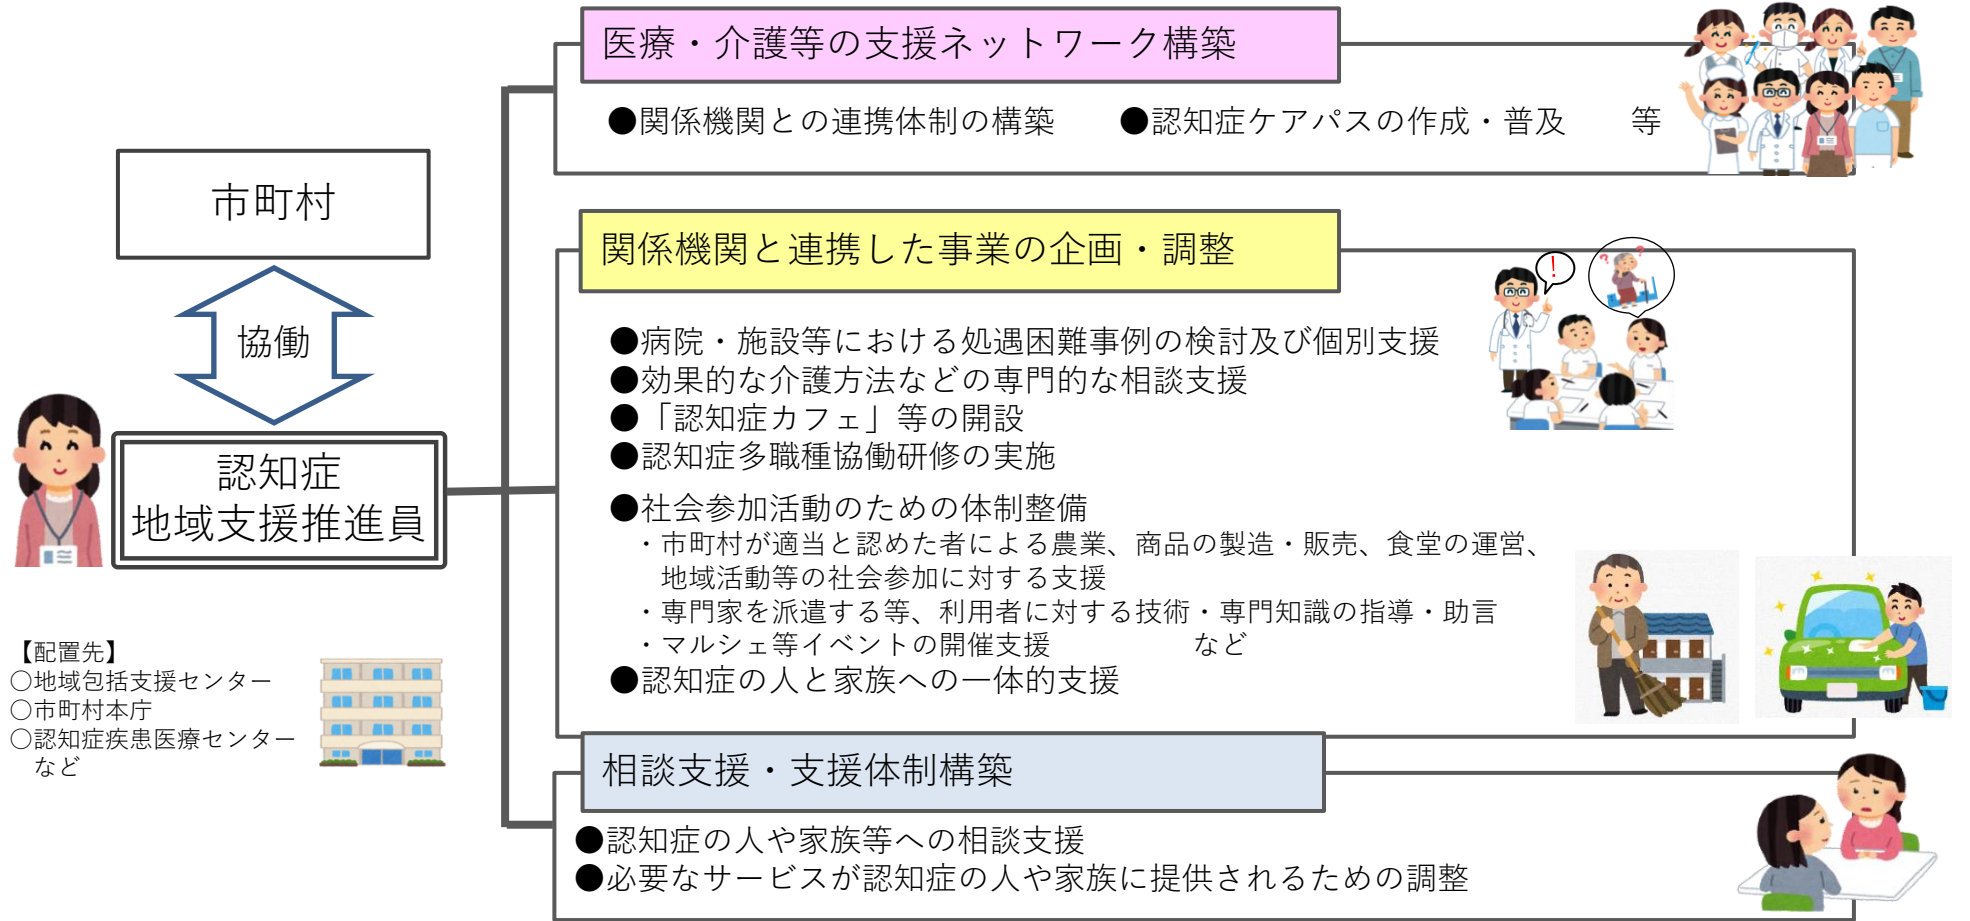 医療・介護等の支援ネットワーク構築
●関係機関との連携体制の構築　　●認知症ケアパスの作成・普及　　等
市町村
協働
認知症
地域支援推進員
【配置先】
○地域包括支援センター
○市町村本庁
○認知症疾患医療センター
など
関係機関と連携した事業の企画・調整
!
? ?
●病院・施設等における処遇困難事例の検討及び個別支援
●効果的な介護方法などの専門的な相談支援
●「認知症カフェ」等の開設
●認知症多職種協働研修の実施
●社会参加活動のための体制整備
・市町村が適当と認めた者による農業、商品の製造・販売、食堂の運営、
地域活動等の社会参加に対する支援
・専門家を派遣する等、利用者に対する技術・専門知識の指導・助言
・マルシェ等イベントの開催支援　　　　　など
●認知症の人と家族への一体的支援
相談支援・支援体制構築
●認知症の人や家族等への相談支援
●必要なサービスが認知症の人や家族に提供されるための調整